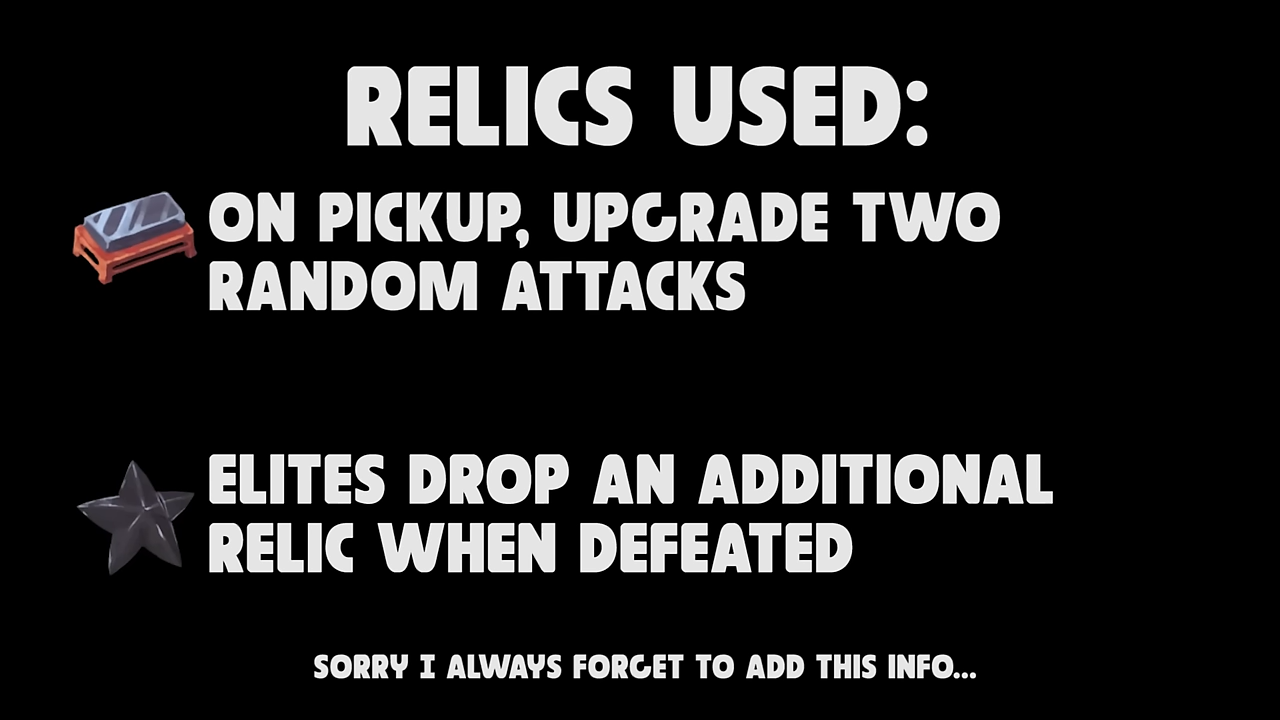 RELICS USED:
ON PICKUP, UPGRADE TWO
RANDOM ATTACKS
ELITES DROP AN ADDITIONAL
RELIC WHEN DEFEATED
SORRY I ALWAYS FORGET TO ADD THIS INFO...